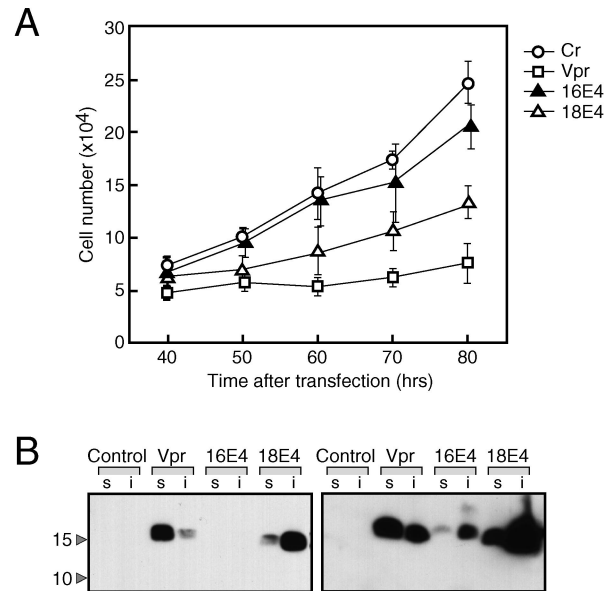 A
30
25
20
15
10
5
0
Cell number (x10⁴)
40 50 60 70 80
Time after transfection (hrs)
Cr
Vpr
16E4
18E4
B
Control Vpr 16E4 18E4 Control Vpr 16E4 18E4
s i s i s i s i s i s i s i s i
15
10